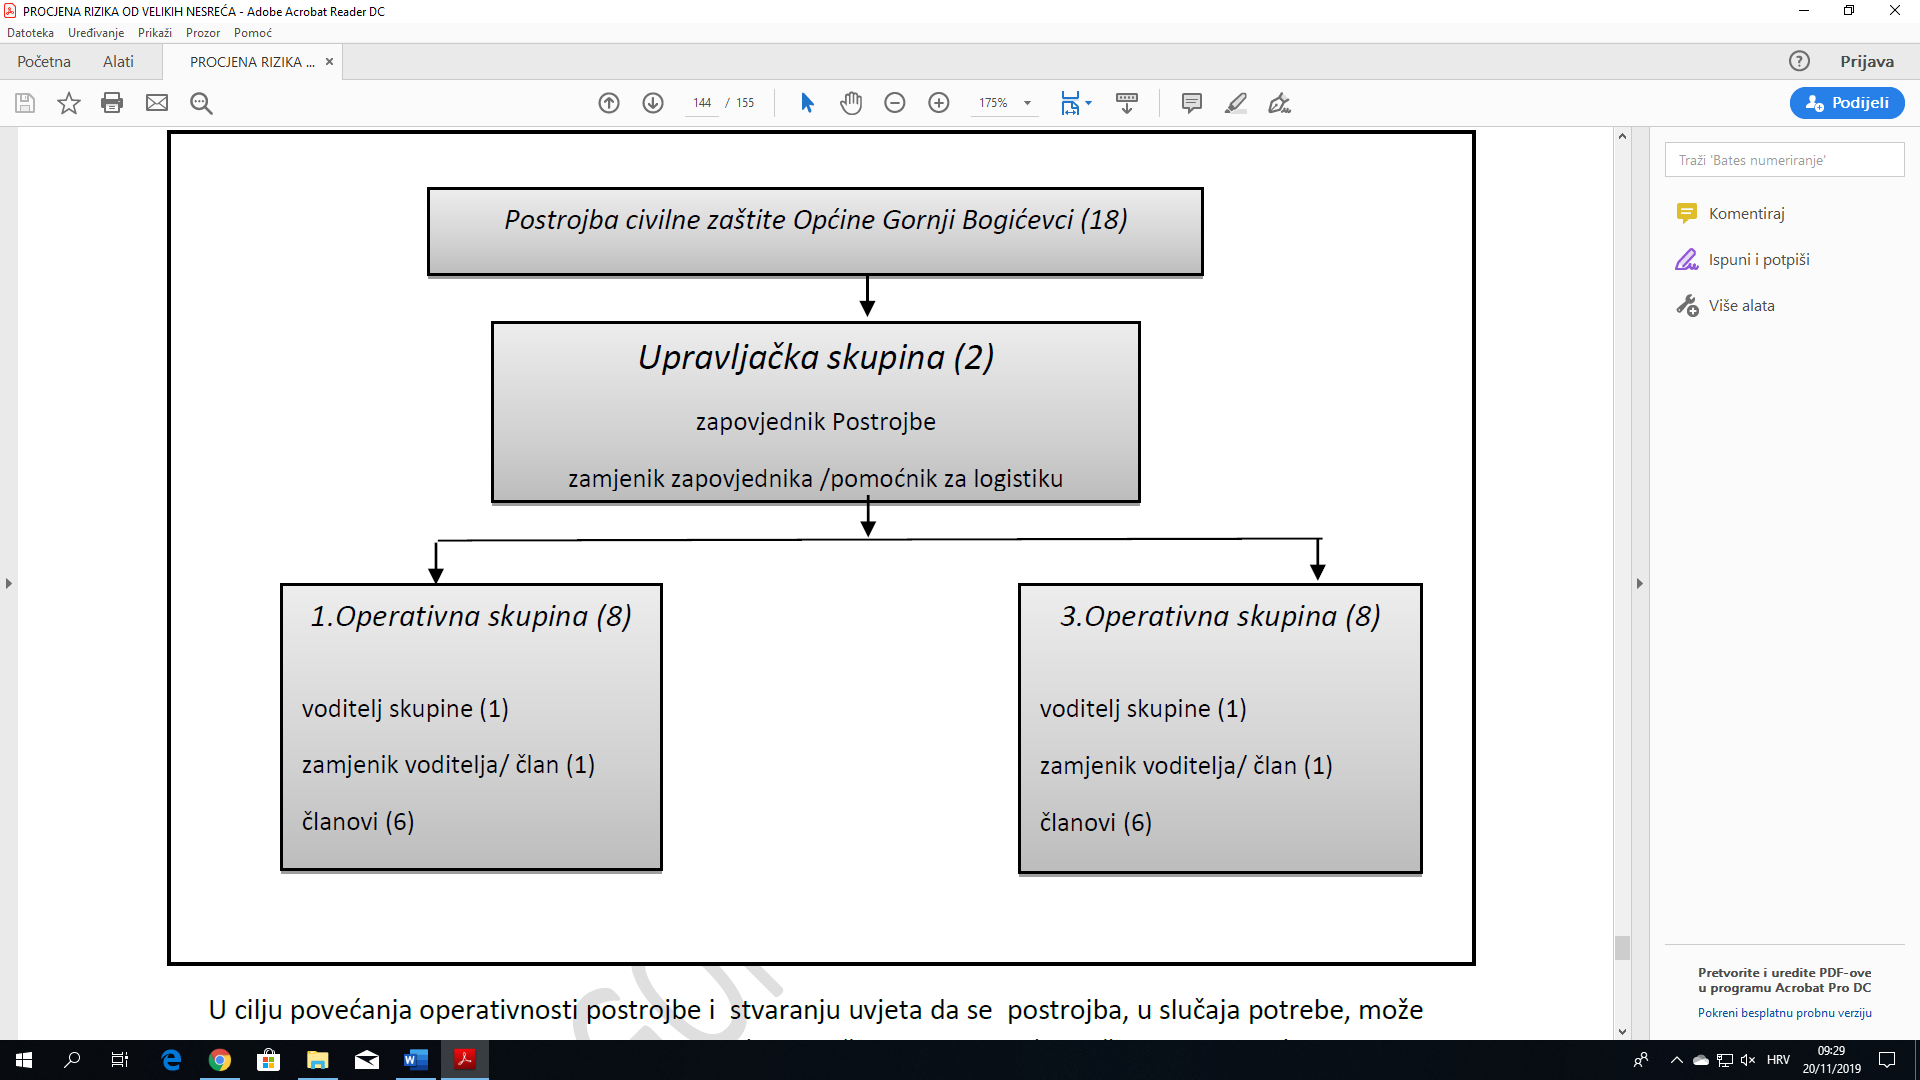 PROCJENA RIZIKA OD VELIKIH NESREĆA - Adobe Acrobat Reader DC
Datoteka Uređivanje Prikaži Prozor Pomoć
Početna Alati PROCJENA RIZIKA ... Prijava
144 / 155 175% Podijeli
Postrojba civilne zaštite Općine Gornji Bogićevci (18)
Upravljačka skupina (2)
zapovjednik Postrojbe
zamjenik zapovjednika /pomoćnik za logistiku
1.Operativna skupina (8)
voditelj skupine (1)
zamjenik voditelja/ član (1)
članovi (6)
3.Operativna skupina (8)
voditelj skupine (1)
zamjenik voditelja/ član (1)
članovi (6)
U cilju povećanja operativnosti postrojbe i stvaranju uvjeta da se postrojba, u slučaja potrebe, može
Traži 'Bates numeriranje'
Komentiraj
Ispuni i potpiši
Više alata
Pretvorite i uredite PDF-ove
u programu Acrobat Pro DC
Pokreni besplatnu probnu verziju
HRV
09:29
20/11/2019